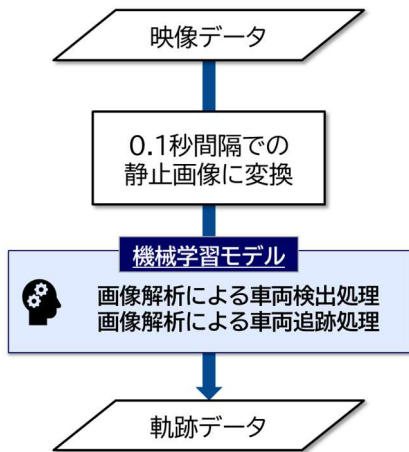 映像データ
0.1秒間隔での
静止画像に変換
機械学習モデル
画像解析による車両検出処理
画像解析による車両追跡処理
軌跡データ